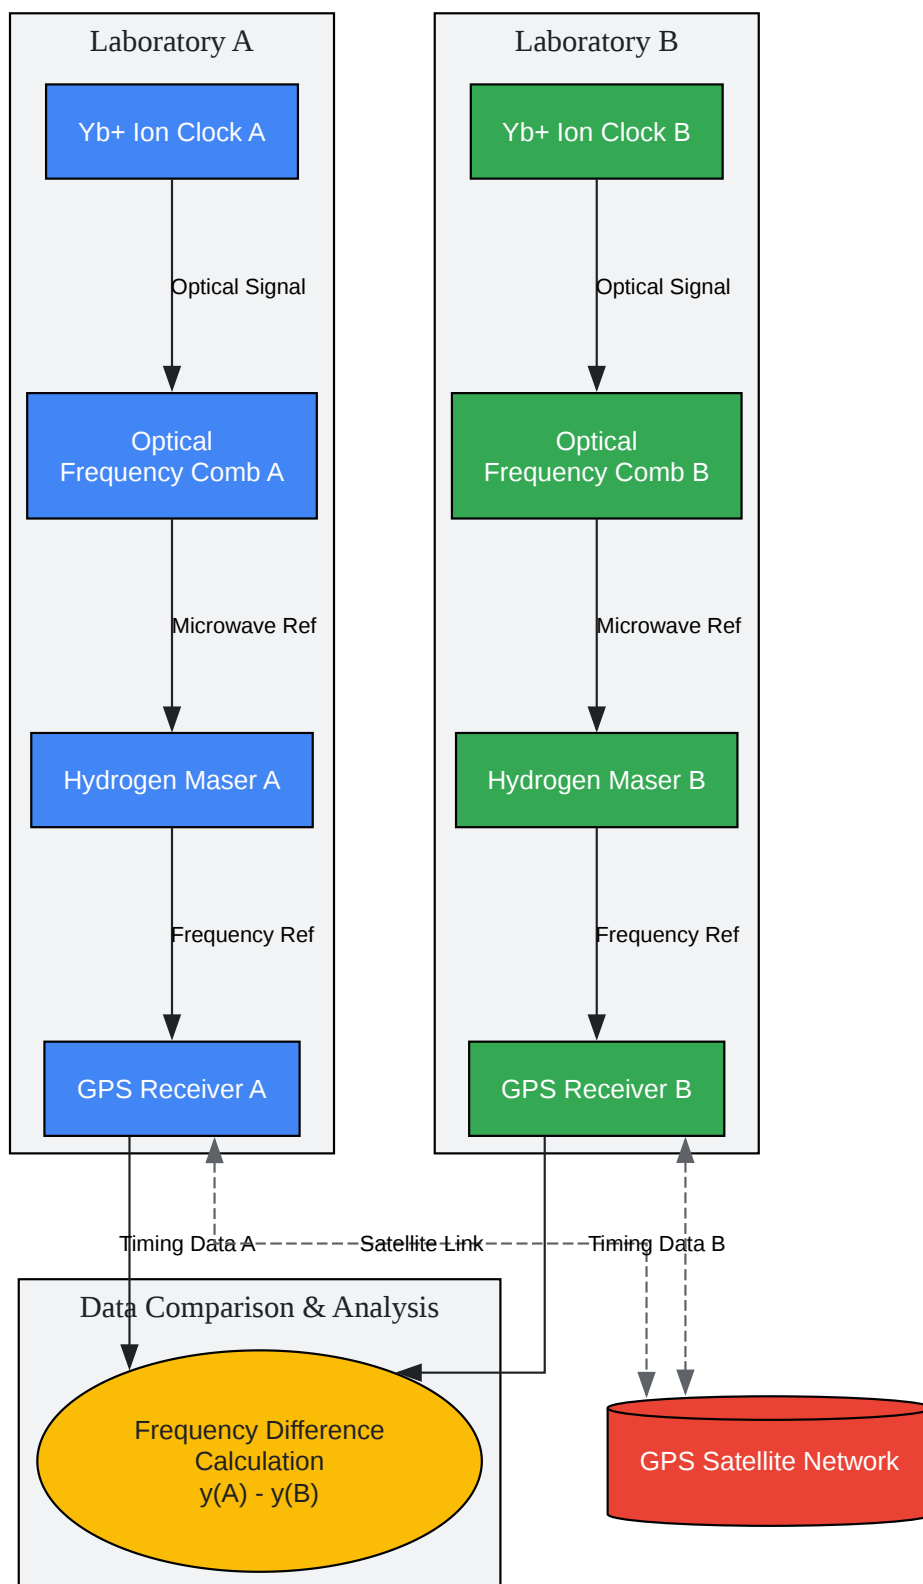 Laboratory A
Laboratory B
Yb+ Ion Clock A
Yb+ Ion Clock B
Optical Signal
Optical Signal
Optical
Frequency Comb A
Optical
Frequency Comb B
Microwave Ref
Microwave Ref
Hydrogen Maser A
Hydrogen Maser B
Frequency Ref
Frequency Ref
GPS Receiver A
GPS Receiver B
Timing Data A
Satellite Link
Timing Data B
Data Comparison & Analysis
Frequency Difference
Calculation
y(A) - y(B)
GPS Satellite Network